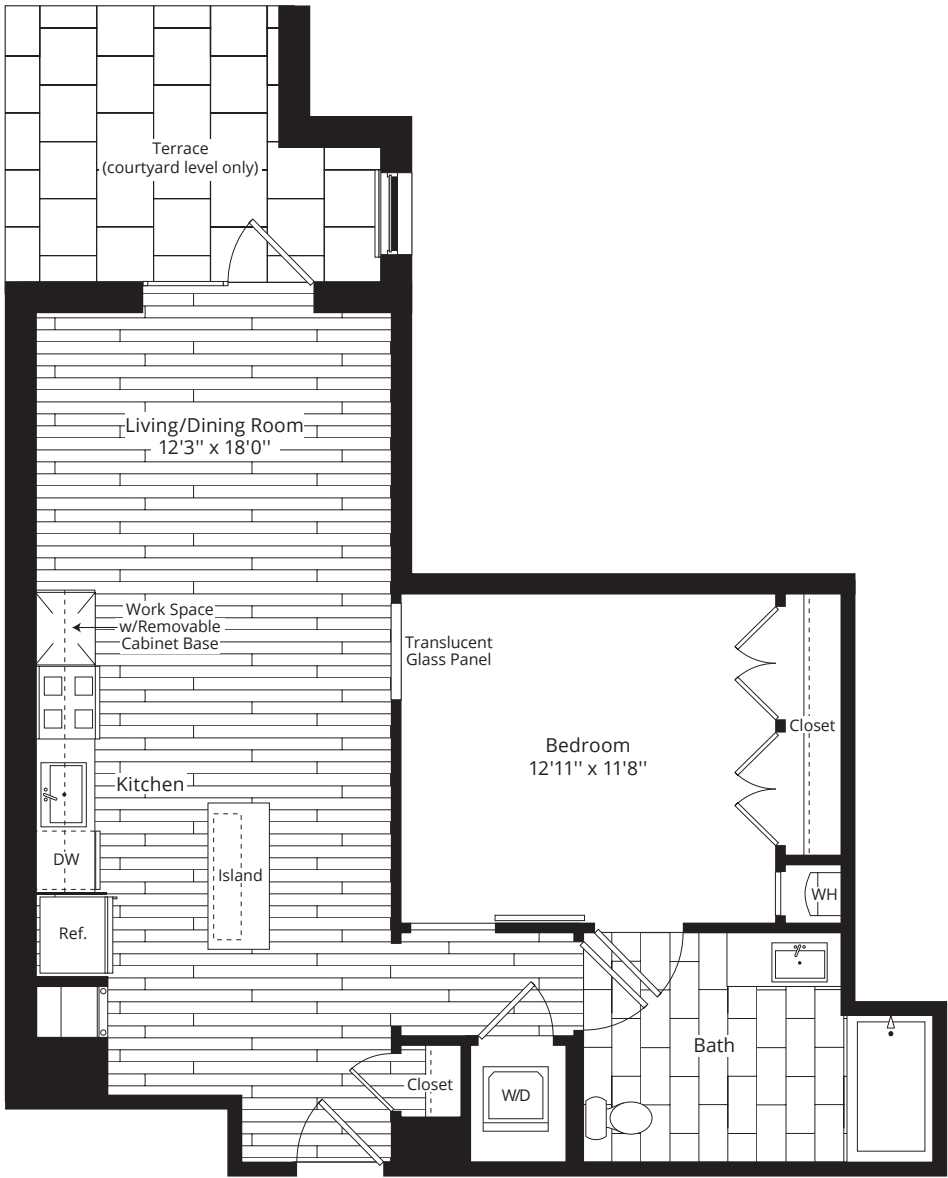 Terrace
(courtyard level only)
Living/Dining Room
12'3'' x 18'0''
Work Space
w/Removable
Cabinet Base
Translucent
Glass Panel
Closet
Bedroom
12'11'' x 11'8''
Kitchen
DW
Island
WH
Ref.
Bath
Closet
W/D